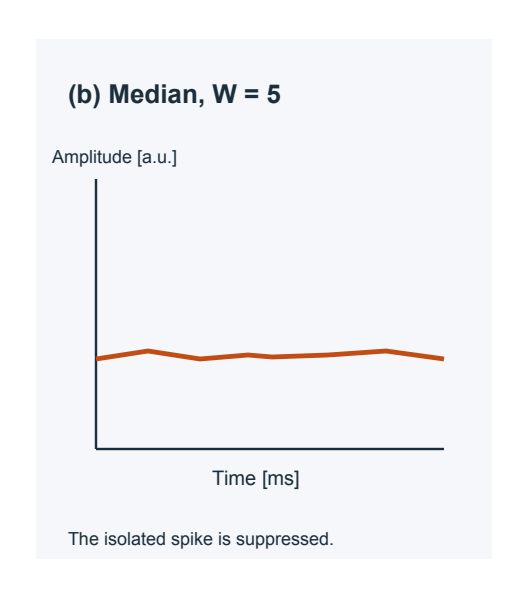 (b) Median, W = 5
Amplitude [a.u.]
Time [ms]
The isolated spike is suppressed.